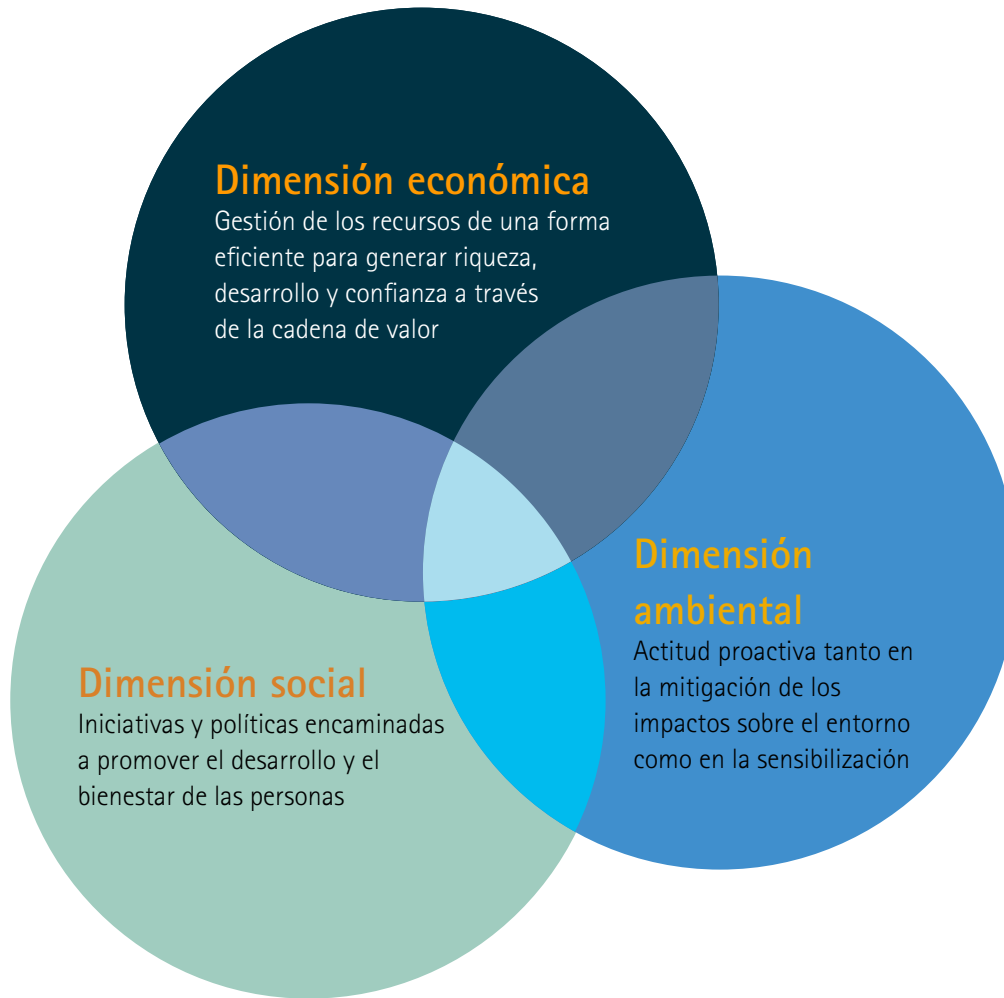 Dimensión económica
Gestión de los recursos de una forma
eficiente para generar riqueza,
desarrollo y confianza a través
de la cadena de valor
Dimensión
ambiental
Actitud proactiva tanto en
la mitigación de los
impactos sobre el entorno
como en la sensibilización
Dimensión social
Iniciativas y políticas encaminadas
a promover el desarrollo y el
bienestar de las personas